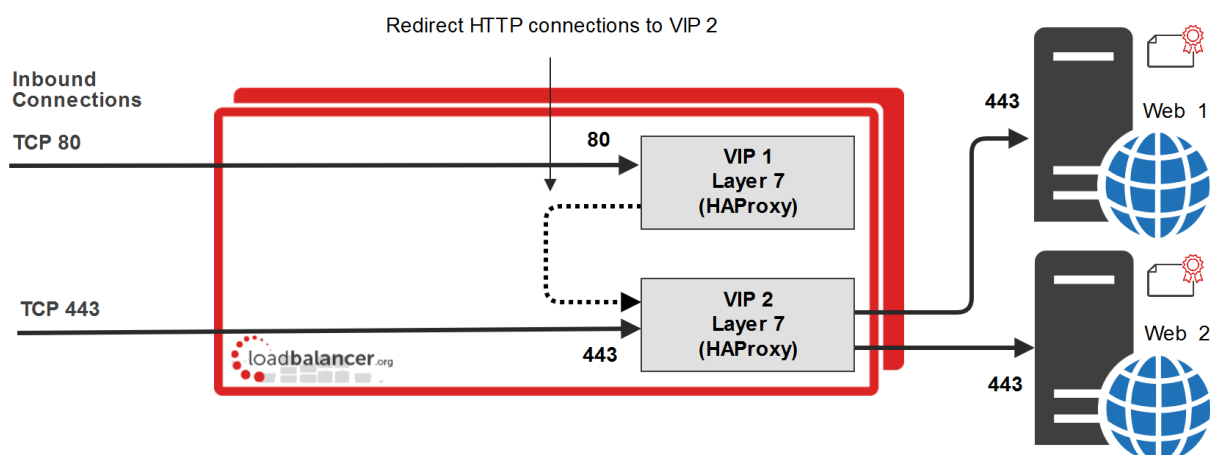 Redirect HTTP connections to VIP 2
Inbound
Connections
TCP 80
80
VIP 1
Layer 7
(HAProxy)
TCP 443
443
VIP 2
Layer 7
(HAProxy)
loadbalancer.org
443
Web 1
443
Web 2